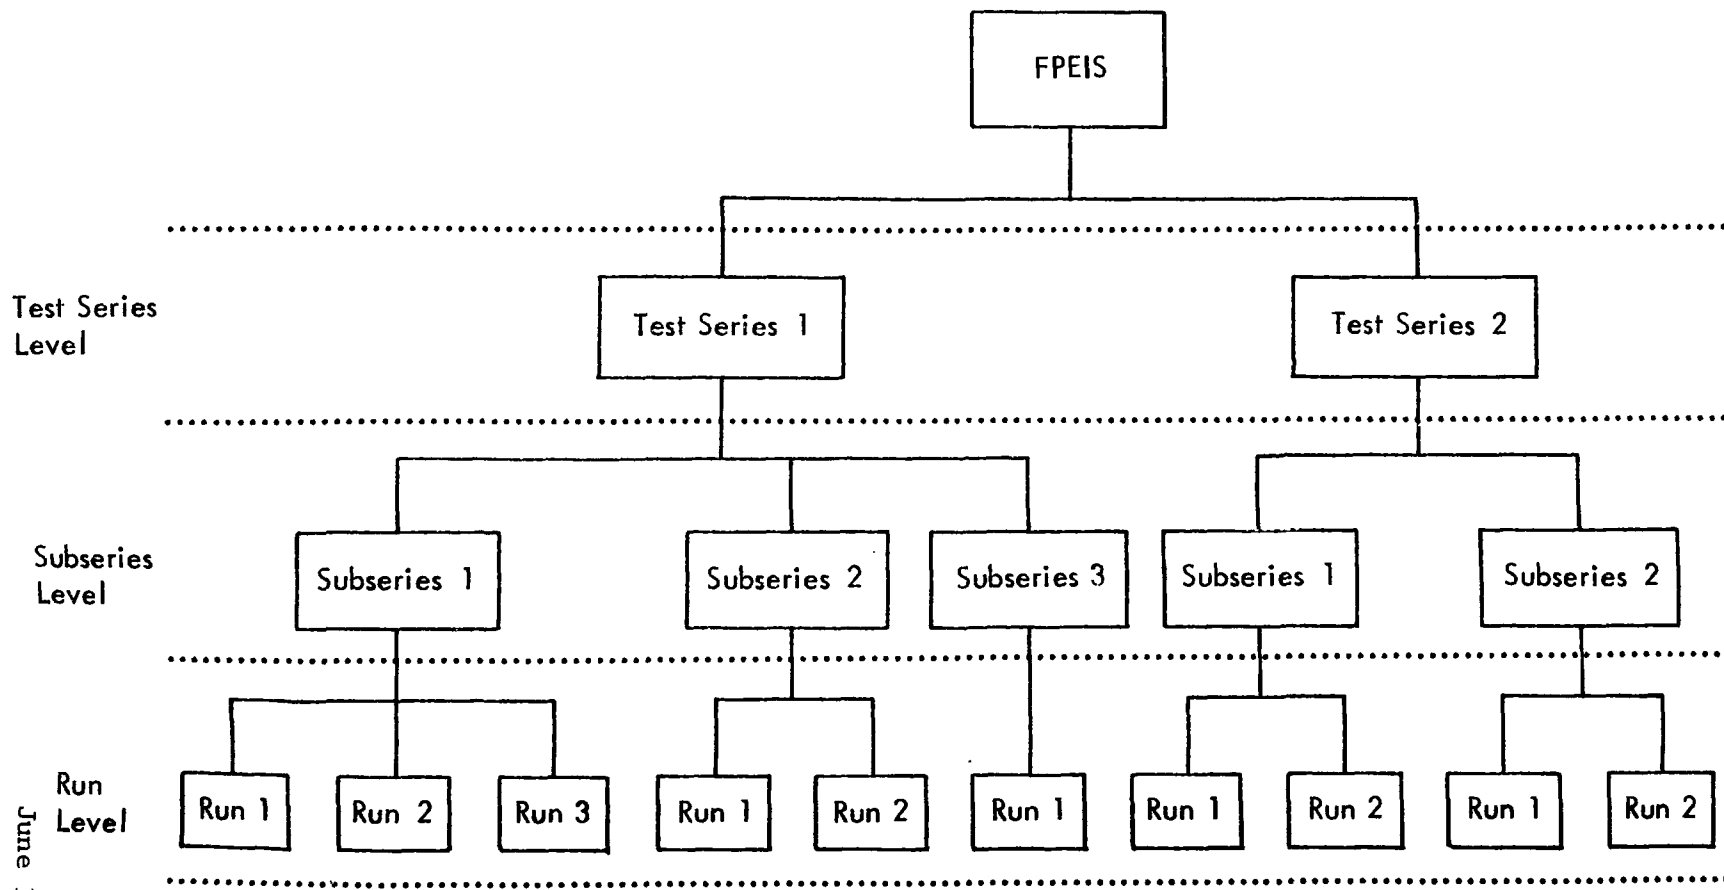 FPEIS
Test Series
Level
Test Series 1
Test Series 2
Subseries
Level
Subseries 1
Subseries 2
Subseries 3
Subseries 1
Subseries 2
Run
Level
Run 1
Run 2
Run 3
Run 1
Run 2
Run 1
Run 1
Run 2
Run 1
Run 2
June